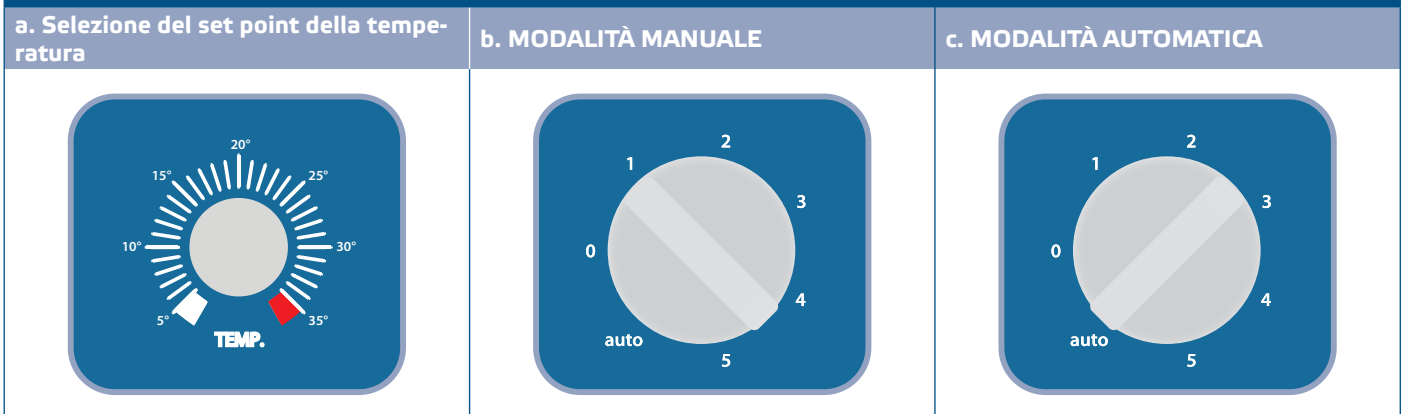 a. Selezione del set point della tempe-
ratura
b. MODALITÀ MANUALE
c. MODALITÀ AUTOMATICA
20°
15°
25°
10°
30°
5°
35°
TEMP.
2
1
3
0
4
auto
5
2
1
3
0
4
auto
5